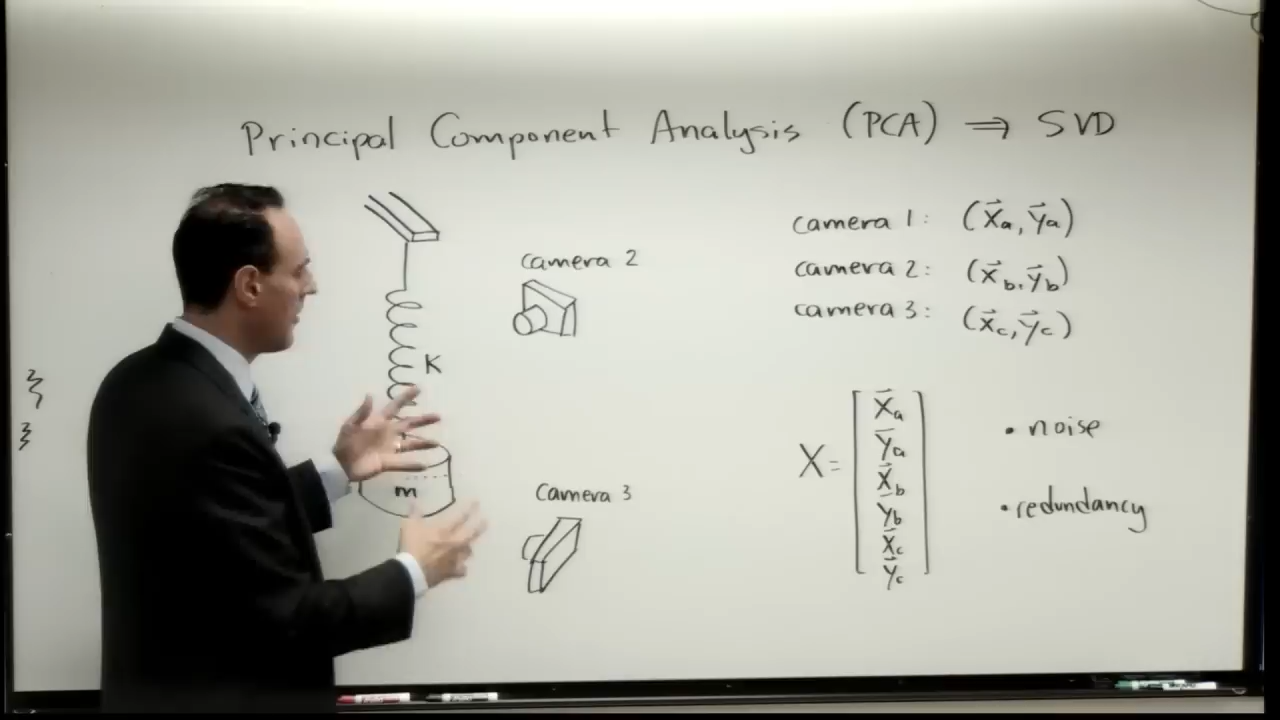 Principal Component Analysis (PCA) ⇒ SVD
camera 1: (x⃗a, y⃗a)
camera 2: (x⃗b, y⃗b)
camera 3: (x⃗c, y⃗c)
camera 2
K
m
camera 3
X = [x⃗a
y⃗a
x⃗b
y⃗b
x⃗c
y⃗c]
• noise
• redundancy